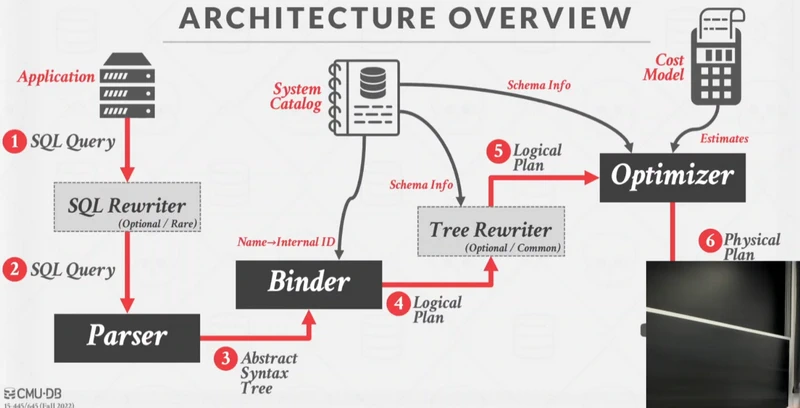 ARCHITECTURE OVERVIEW
Application
1 SQL Query
SQL Rewriter
(Optional / Rare)
2 SQL Query
Parser
3 Abstract
Syntax
Tree
System
Catalog
Name→Internal ID
Binder
4 Logical
Plan
Schema Info
Tree Rewriter
(Optional / Common)
5 Logical
Plan
Schema Info
Cost
Model
Estimates
Optimizer
6 Physical
Plan
CMU·DB
15-445/645 (Fall 2022)